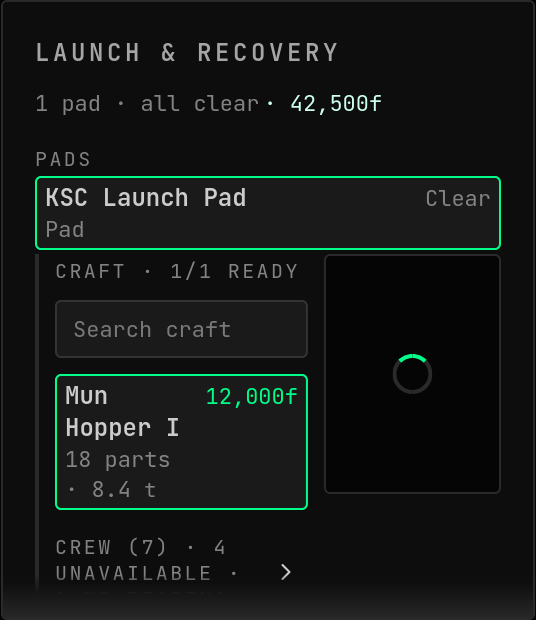 LAUNCH & RECOVERY
1 pad · all clear · 42,500f
PADS
KSC Launch Pad Clear
Pad
CRAFT · 1/1 READY
Search craft
Mun 12,000f
Hopper I
18 parts
· 8.4 t
CREW (7) · 4
UNAVAILABLE ·